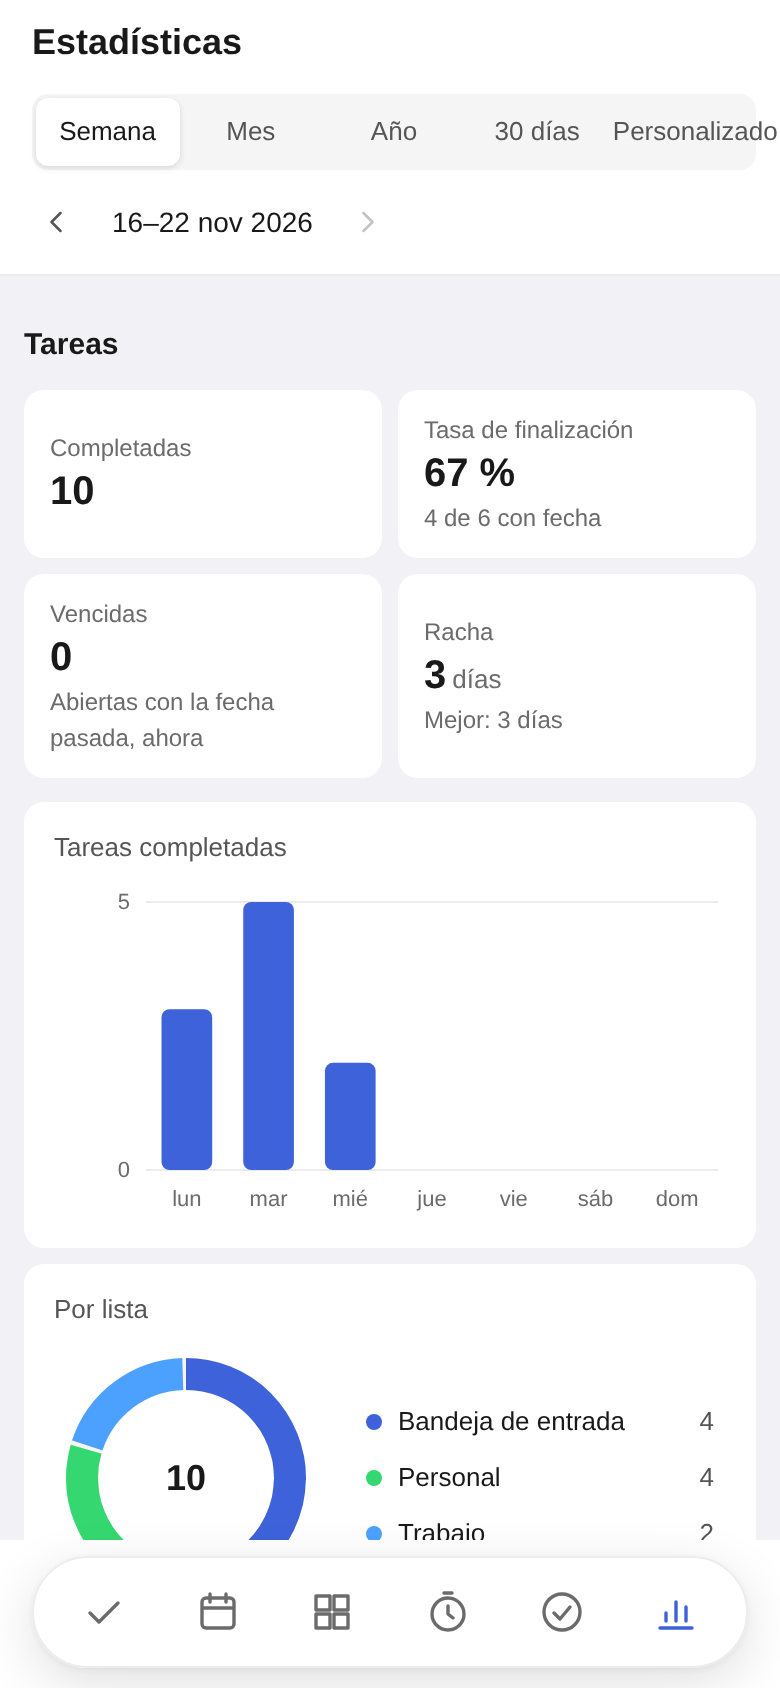 Estadísticas
Semana Mes Año 30 días Personalizado
16–22 nov 2026
Tareas
Completadas
10
Tasa de finalización
67 %
4 de 6 con fecha
Vencidas
0
Abiertas con la fecha
pasada, ahora
Racha
3 días
Mejor: 3 días
Tareas completadas
5
0
lun mar mié jue vie sáb dom
Por lista
10
Bandeja de entrada 4
Personal 4
Trabajo 2